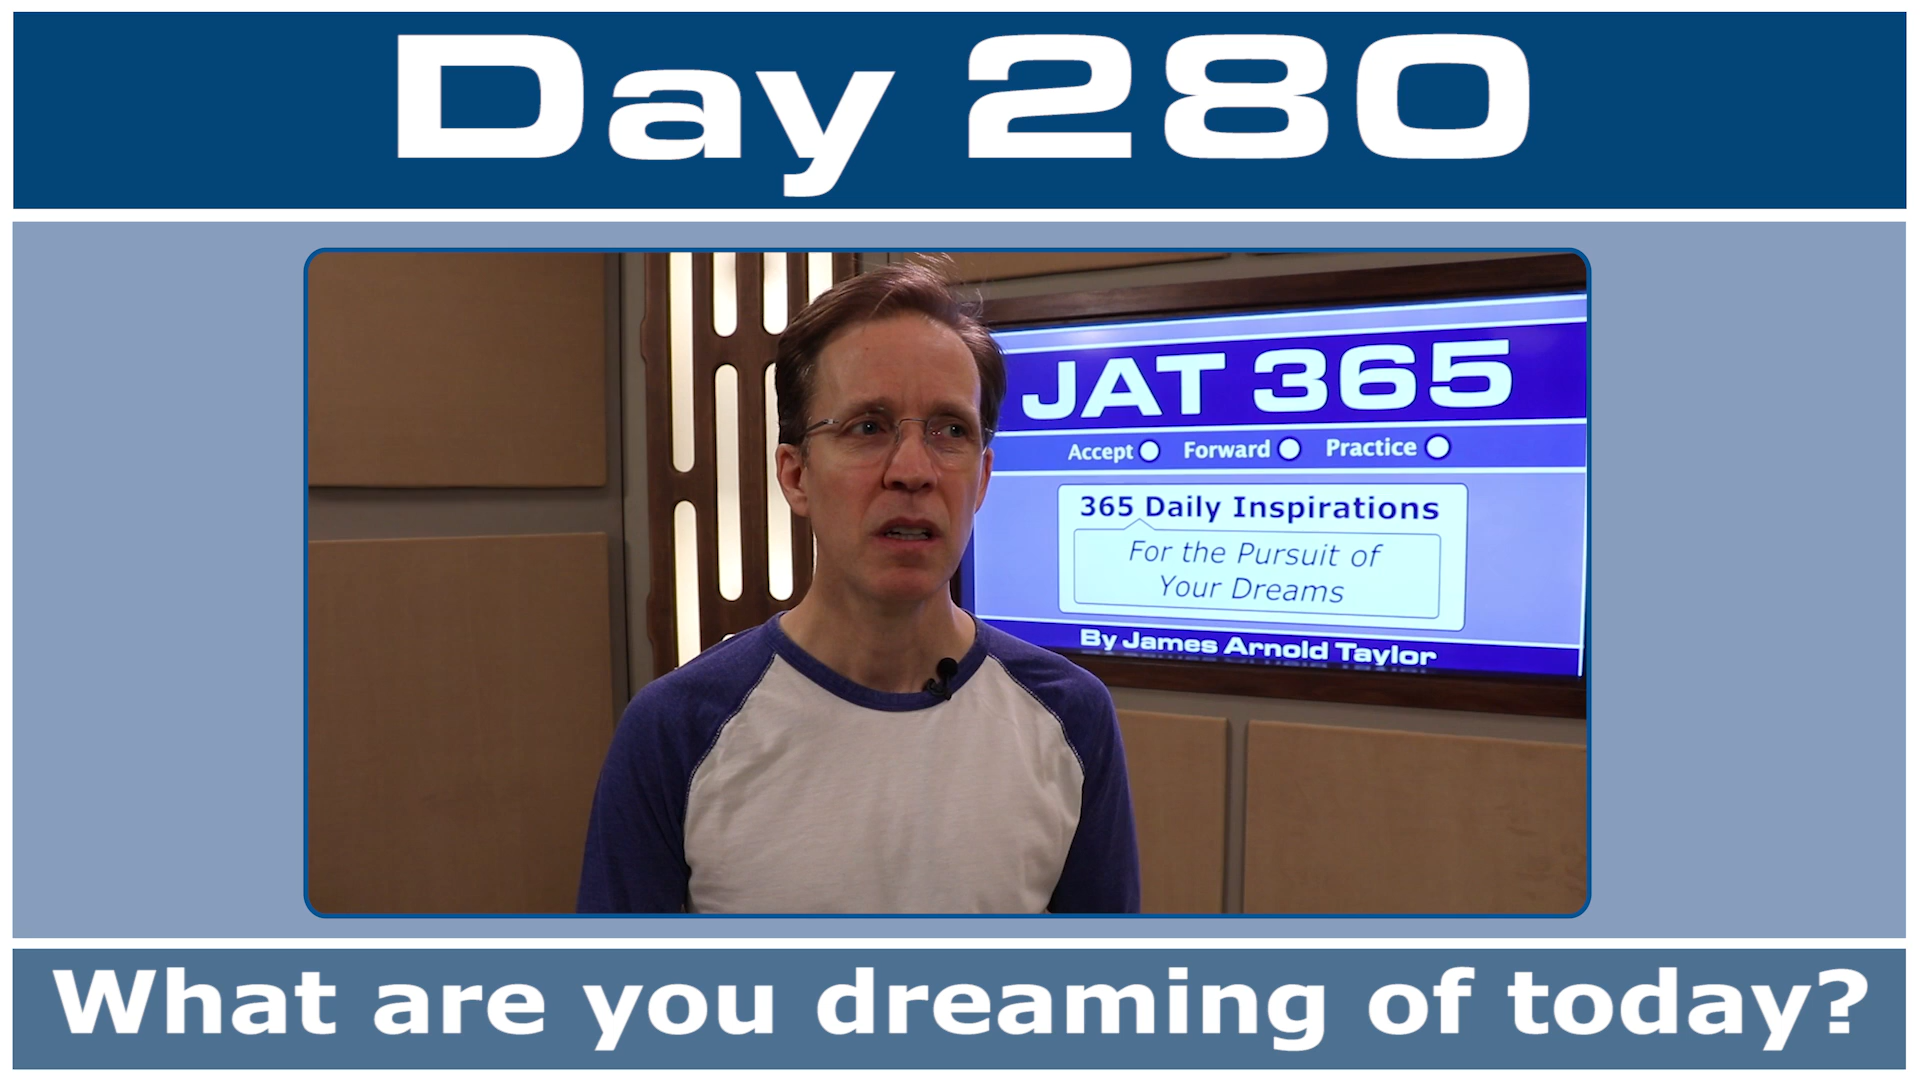 Day 280
JAT 365
Accept Forward Practice
365 Daily Inspirations
For the Pursuit of
Your Dreams
By James Arnold Taylor
What are you dreaming of today?